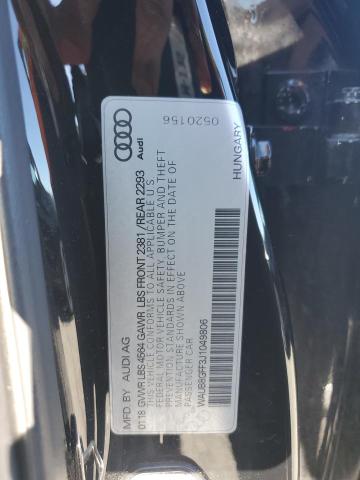 MFD. BY: AUDI AG
0118 GVWR LBS 4564 GAWR LBS FRONT 2381 / REAR 2293
THIS VEHICLE CONFORMS TO ALL APPLICABLE U.S.
FEDERAL MOTOR VEHICLE SAFETY, BUMPER AND THEFT
PREVENTION STANDARDS IN EFFECT ON THE DATE OF
MANUFACTURE SHOWN ABOVE.
PASSENGER CAR
WAUB8GFF3J1049806
Audi
0520156
HUNGARY